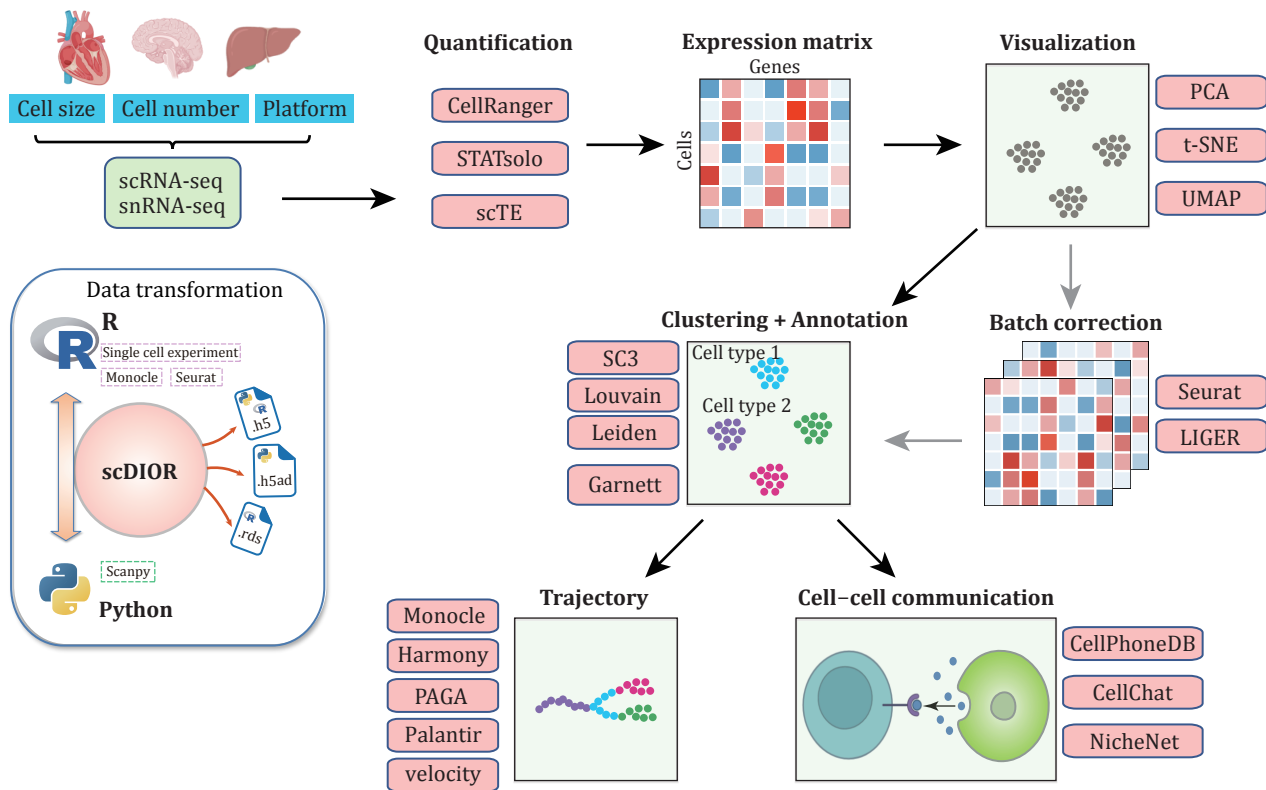 Cell size
Cell number
Platform
scRNA-seq
snRNA-seq
Quantification
CellRanger
STATsolo
scTE
Expression matrix
Genes
Cells
Visualization
PCA
t-SNE
UMAP
Data transformation
R
R
Single cell experiment
Monocle
Seurat
scDIOR
R
.h5
.h5ad
R
.rds
Scanpy
Python
Clustering + Annotation
SC3
Louvain
Leiden
Garnett
Cell type 1
Cell type 2
Batch correction
Seurat
LIGER
Trajectory
Monocle
Harmony
PAGA
Palantir
velocity
Cell–cell communication
CellPhoneDB
CellChat
NicheNet